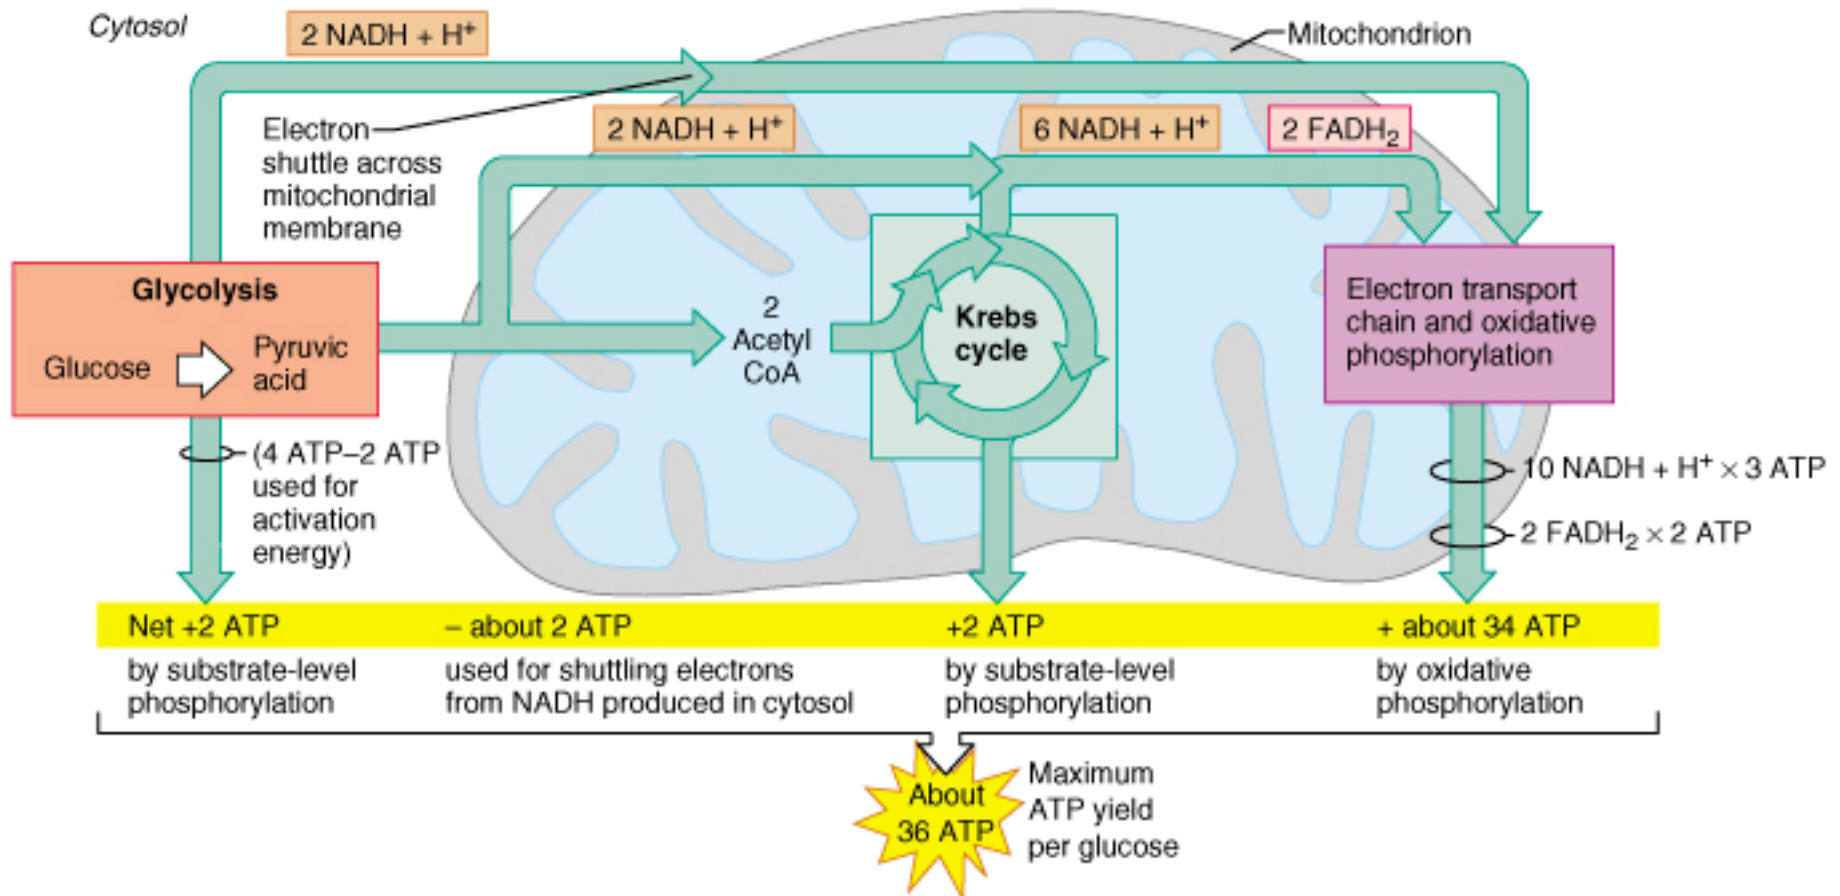 Cytosol
2 NADH + H⁺
Mitochondrion
Electron
shuttle across
mitochondrial
membrane
2 NADH + H⁺
6 NADH + H⁺
2 FADH₂
Glycolysis
Glucose
Pyruvic
acid
2
Acetyl
CoA
Krebs
cycle
Electron transport
chain and oxidative
phosphorylation
(4 ATP–2 ATP
used for
activation
energy)
10 NADH + H⁺ × 3 ATP
2 FADH₂ × 2 ATP
Net +2 ATP
by substrate-level
phosphorylation
– about 2 ATP
used for shuttling electrons
from NADH produced in cytosol
+2 ATP
by substrate-level
phosphorylation
+ about 34 ATP
by oxidative
phosphorylation
About
36 ATP
Maximum
ATP yield
per glucose